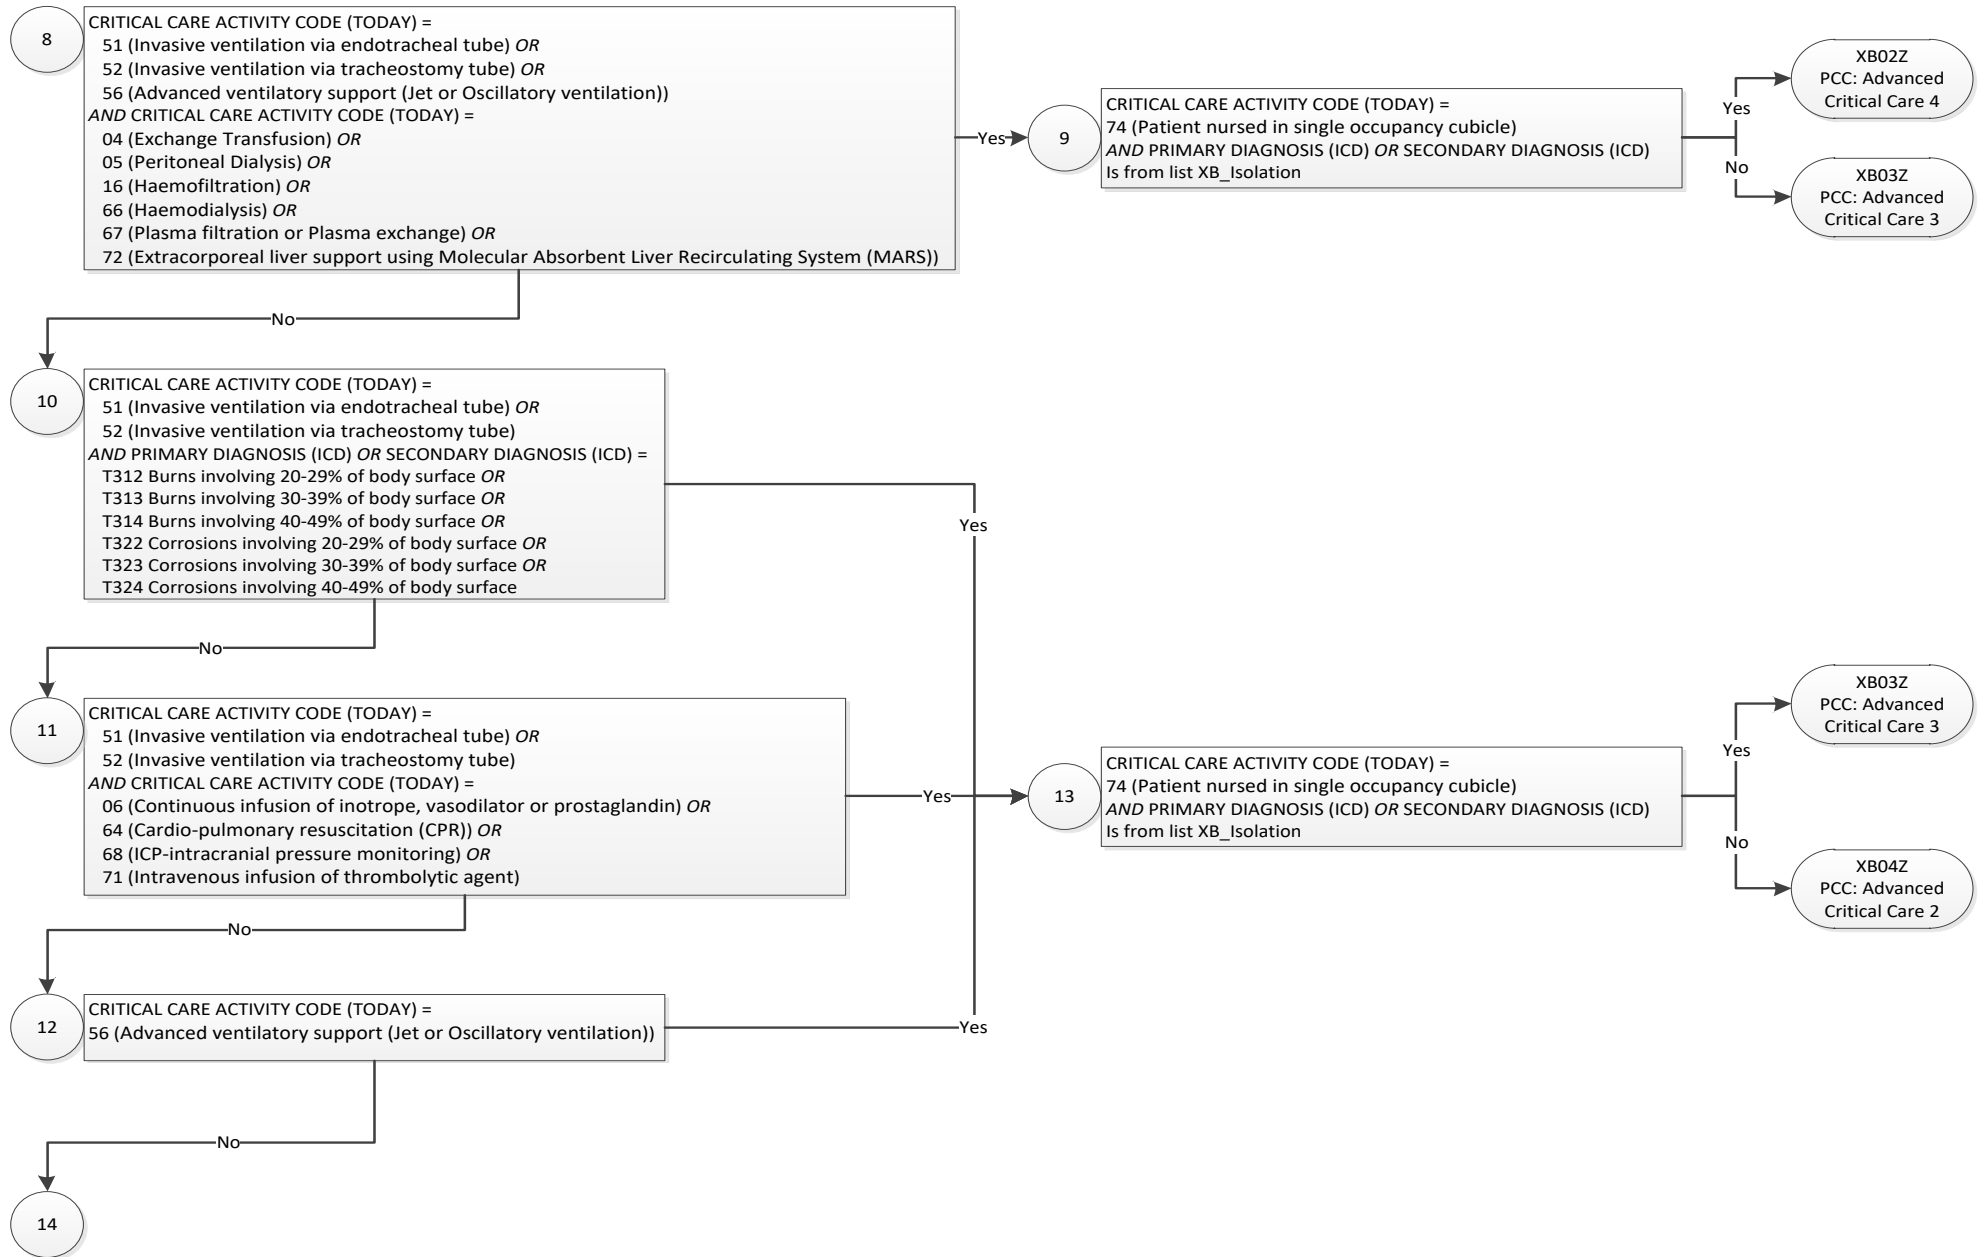 8
CRITICAL CARE ACTIVITY CODE (TODAY) =
51 (Invasive ventilation via endotracheal tube) OR
52 (Invasive ventilation via tracheostomy tube) OR
56 (Advanced ventilatory support (Jet or Oscillatory ventilation))
AND CRITICAL CARE ACTIVITY CODE (TODAY) =
04 (Exchange Transfusion) OR
05 (Peritoneal Dialysis) OR
16 (Haemofiltration) OR
66 (Haemodialysis) OR
67 (Plasma filtration or Plasma exchange) OR
72 (Extracorporeal liver support using Molecular Absorbent Liver Recirculating System (MARS))
Yes
9
CRITICAL CARE ACTIVITY CODE (TODAY) =
74 (Patient nursed in single occupancy cubicle)
AND PRIMARY DIAGNOSIS (ICD) OR SECONDARY DIAGNOSIS (ICD)
Is from list XB_Isolation
Yes
XB02Z
PCC: Advanced
Critical Care 4
No
XB03Z
PCC: Advanced
Critical Care 3
No
10
CRITICAL CARE ACTIVITY CODE (TODAY) =
51 (Invasive ventilation via endotracheal tube) OR
52 (Invasive ventilation via tracheostomy tube)
AND PRIMARY DIAGNOSIS (ICD) OR SECONDARY DIAGNOSIS (ICD) =
T312 Burns involving 20-29% of body surface OR
T313 Burns involving 30-39% of body surface OR
T314 Burns involving 40-49% of body surface OR
T322 Corrosions involving 20-29% of body surface OR
T323 Corrosions involving 30-39% of body surface OR
T324 Corrosions involving 40-49% of body surface
Yes
No
11
CRITICAL CARE ACTIVITY CODE (TODAY) =
51 (Invasive ventilation via endotracheal tube) OR
52 (Invasive ventilation via tracheostomy tube)
AND CRITICAL CARE ACTIVITY CODE (TODAY) =
06 (Continuous infusion of inotrope, vasodilator or prostaglandin) OR
64 (Cardio-pulmonary resuscitation (CPR)) OR
68 (ICP-intracranial pressure monitoring) OR
71 (Intravenous infusion of thrombolytic agent)
Yes
13
CRITICAL CARE ACTIVITY CODE (TODAY) =
74 (Patient nursed in single occupancy cubicle)
AND PRIMARY DIAGNOSIS (ICD) OR SECONDARY DIAGNOSIS (ICD)
Is from list XB_Isolation
Yes
XB03Z
PCC: Advanced
Critical Care 3
No
XB04Z
PCC: Advanced
Critical Care 2
No
12
CRITICAL CARE ACTIVITY CODE (TODAY) =
56 (Advanced ventilatory support (Jet or Oscillatory ventilation))
Yes
No
14